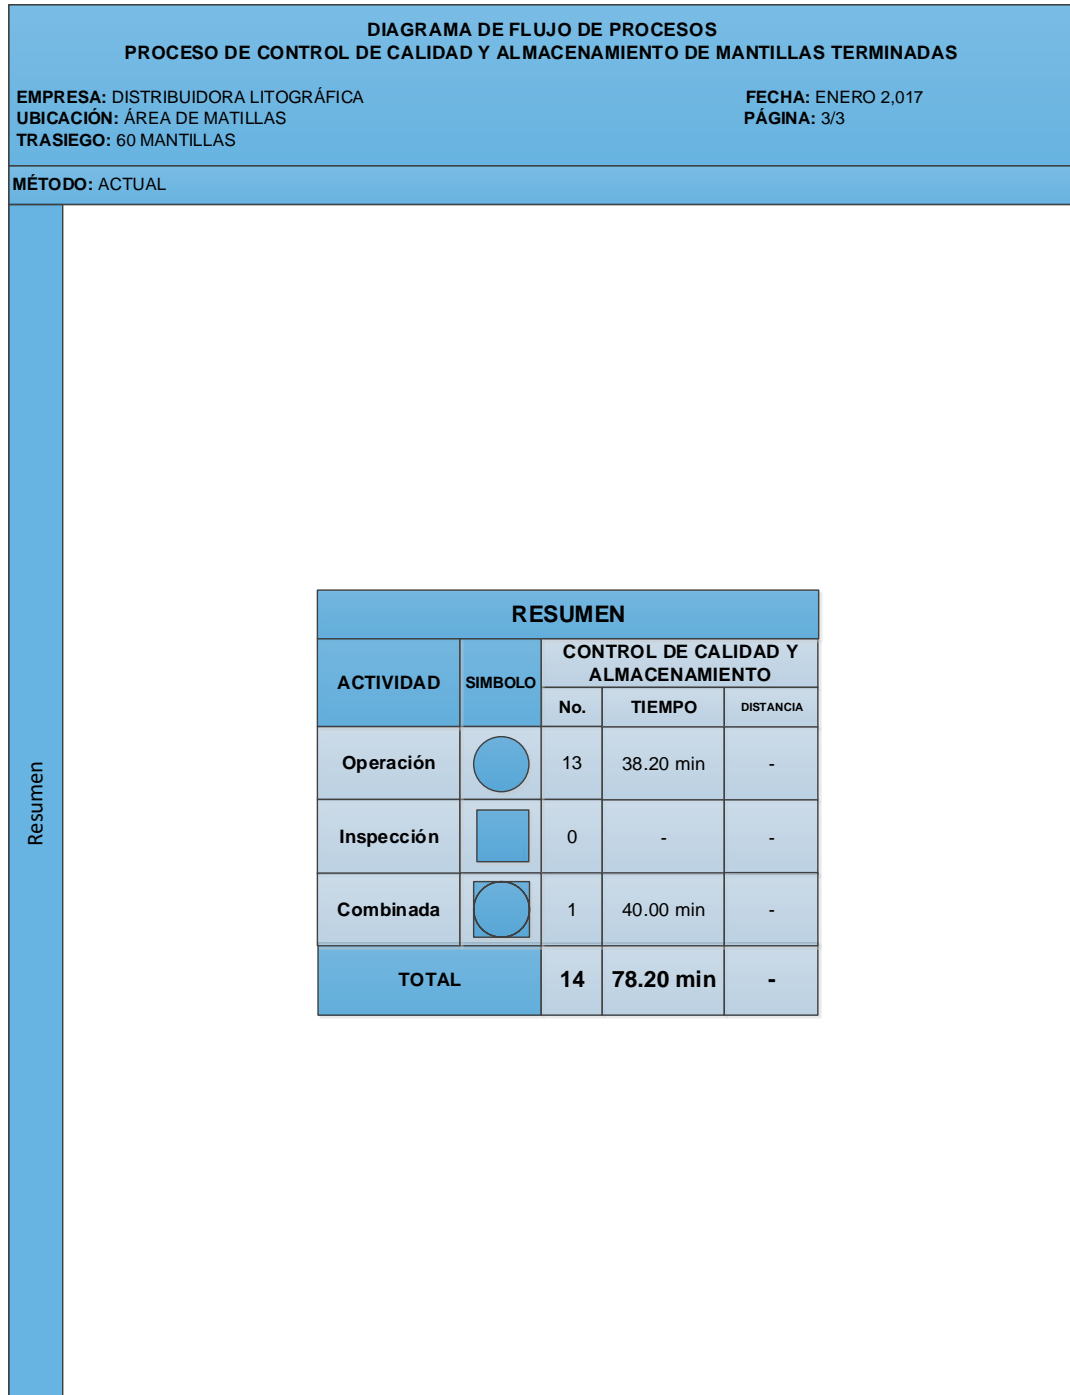 DIAGRAMA DE FLUJO DE PROCESOS
PROCESO DE CONTROL DE CALIDAD Y ALMACENAMIENTO DE MANTILLAS TERMINADAS
EMPRESA: DISTRIBUIDORA LITOGRÁFICA
FECHA: ENERO 2,017
UBICACIÓN: ÁREA DE MATILLAS
PÁGINA: 3/3
TRASIEGO: 60 MANTILLAS
MÉTODO: ACTUAL
Resumen
RESUMEN
ACTIVIDAD
SIMBOLO
CONTROL DE CALIDAD Y
ALMACENAMIENTO
No.
TIEMPO
DISTANCIA
Operación
13
38.20 min
-
Inspección
0
-
-
Combinada
1
40.00 min
-
TOTAL
14
78.20 min
-